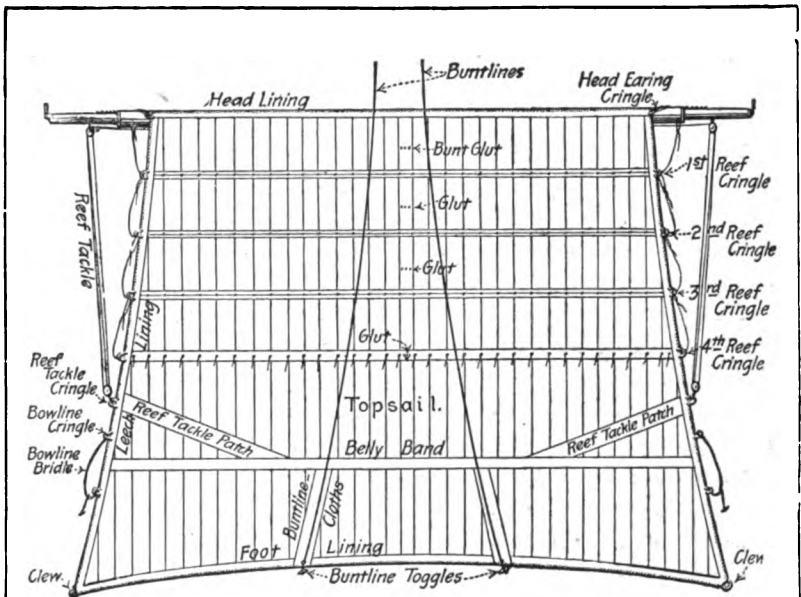 Buntlines
Head Lining
Head Earing
Cringle
Bunt Glut
1st Reef
Cringle
Reef Tackle
Glut
2nd Reef
Cringle
Glut
3rd Reef
Cringle
Lining
Glut
4th Reef
Cringle
Reef
Tackle
Cringle
Topsail.
Bowline
Cringle
Reef Tackle Patch
Reef Tackle Patch
Leech
Belly Band
Bowline
Bridle
Buntline
Cloths
Foot Lining
Clew
Buntline Toggles
Clew